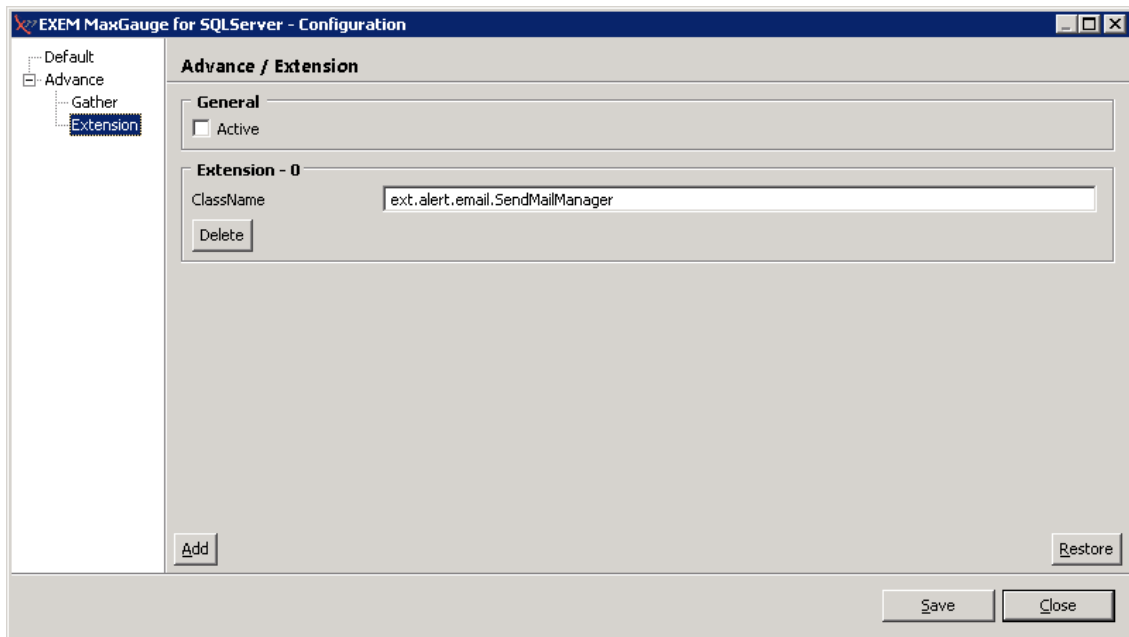 EXEM MaxGauge for SQLServer - Configuration
Default
Advance
Gather
Extension
Advance / Extension
General
Active
Extension - 0
ClassName
ext.alert.email.SendMailManager
Delete
Add
Restore
Save
Close